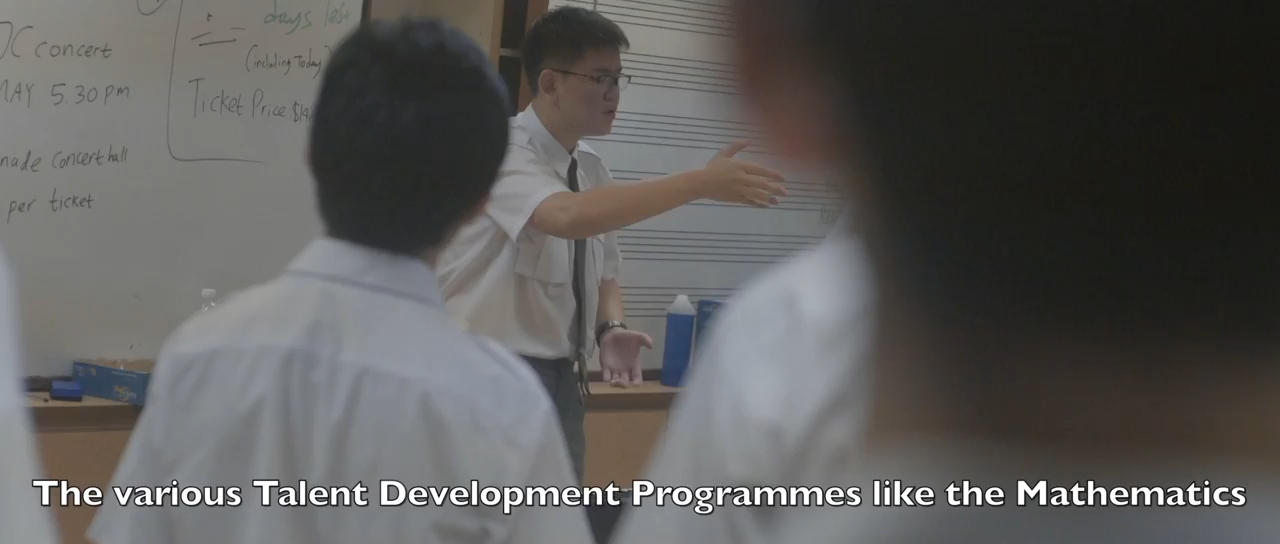 OC concert
MAY 5.30pm
concert hall
per ticket
days left
(including Today)
Ticket Price
The various Talent Development Programmes like the Mathematics